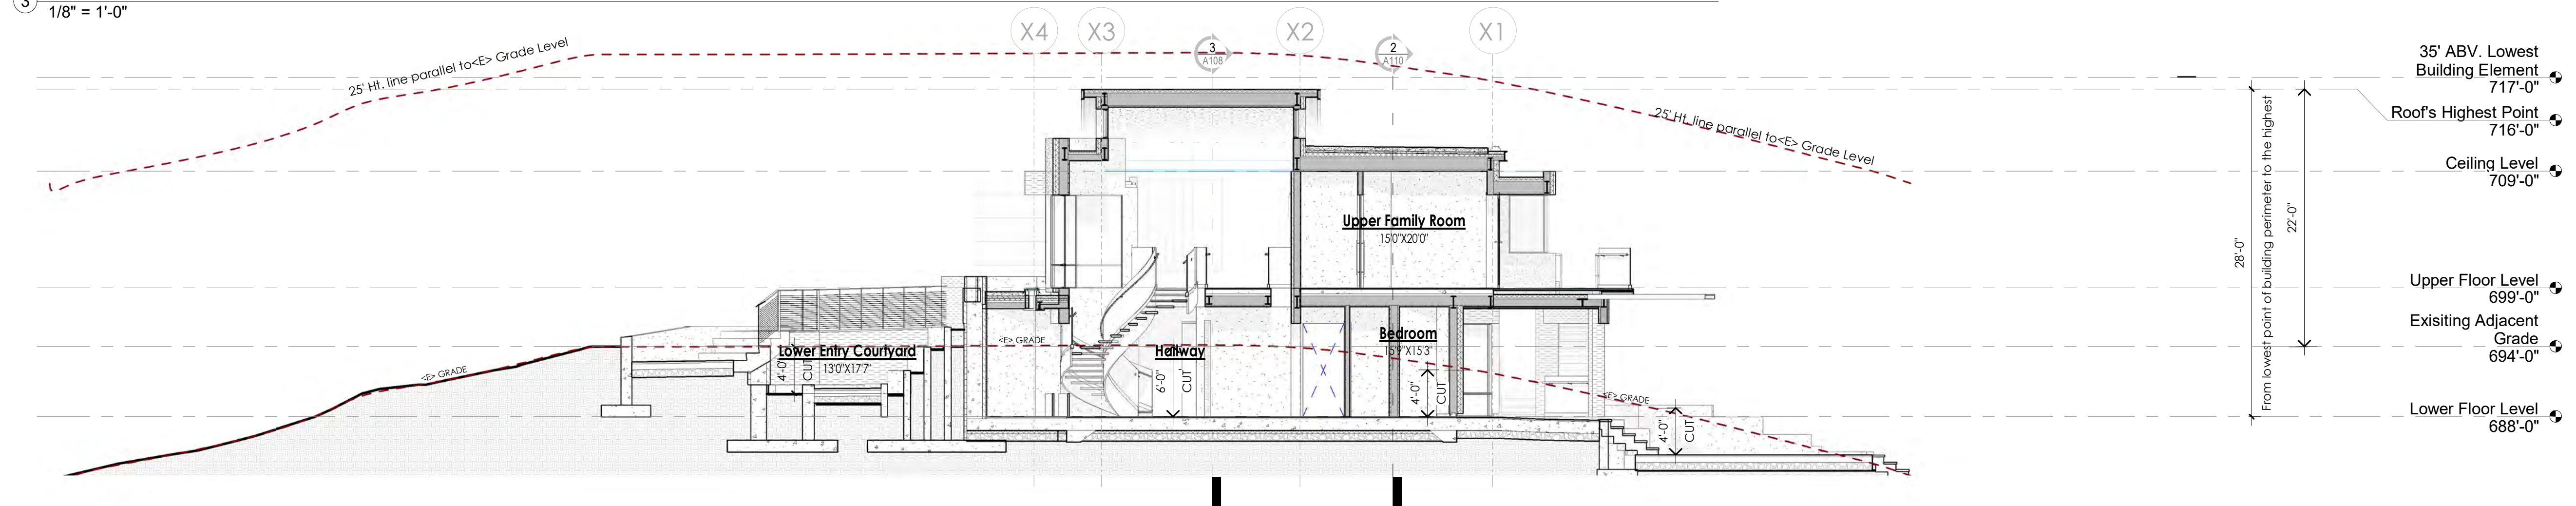 3
1/8" = 1'-0"
X4
X3
X2
X1
3
A108
2
A110
25' Ht. line parallel to<E> Grade Level
25' Ht. line parallel to<E> Grade Level
35' ABV. Lowest
Building Element
717'-0"
Roof's Highest Point
716'-0"
Ceiling Level
709'-0"
Upper Floor Level
699'-0"
Exisiting Adjacent
Grade
694'-0"
Lower Floor Level
688'-0"
28'-0"
From lowest point of building perimeter to the highest
22'-0"
Upper Family Room
15'0"X20'0"
Lower Entry Courtyard
13'0"X17'7"
4'-0"
CUT
<E> GRADE
<E> GRADE
Hallway
6'-0"
CUT
Bedroom
15'9"X15'3"
4'-0"
CUT
<E> GRADE
4'-0"
CUT